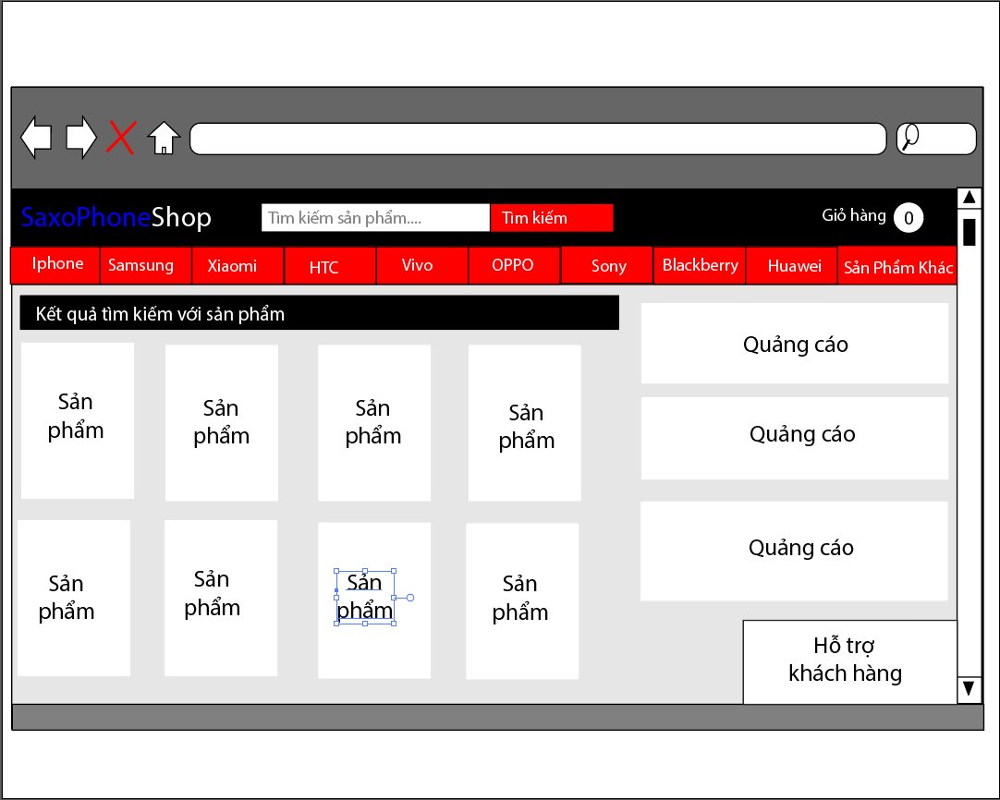 SaxoPhoneShop
Tìm kiếm sản phẩm....
Tìm kiếm
Giỏ hàng
0
Iphone
Samsung
Xiaomi
HTC
Vivo
OPPO
Sony
Blackberry
Huawei
Sản Phẩm Khác
Kết quả tìm kiếm với sản phẩm
Sản
phẩm
Sản
phẩm
Sản
phẩm
Sản
phẩm
Quảng cáo
Quảng cáo
Sản
phẩm
Sản
phẩm
Sản
phẩm
Sản
phẩm
Quảng cáo
Hỗ trợ
khách hàng